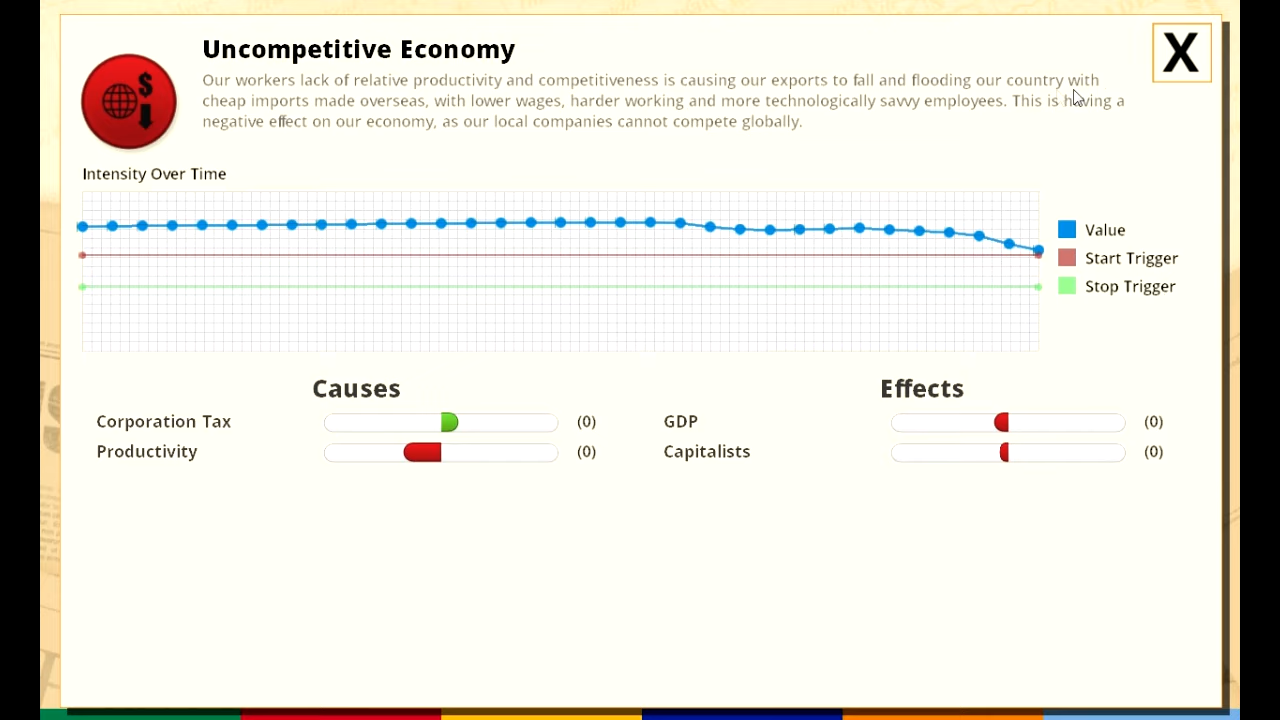 Uncompetitive Economy
X
Our workers lack of relative productivity and competitiveness is causing our exports to fall and flooding our country with
cheap imports made overseas, with lower wages, harder working and more technologically savvy employees. This is having a
negative effect on our economy, as our local companies cannot compete globally.
$
Intensity Over Time
Value
Start Trigger
Stop Trigger
Causes
Corporation Tax (0)
Productivity (0)
Effects
GDP (0)
Capitalists (0)